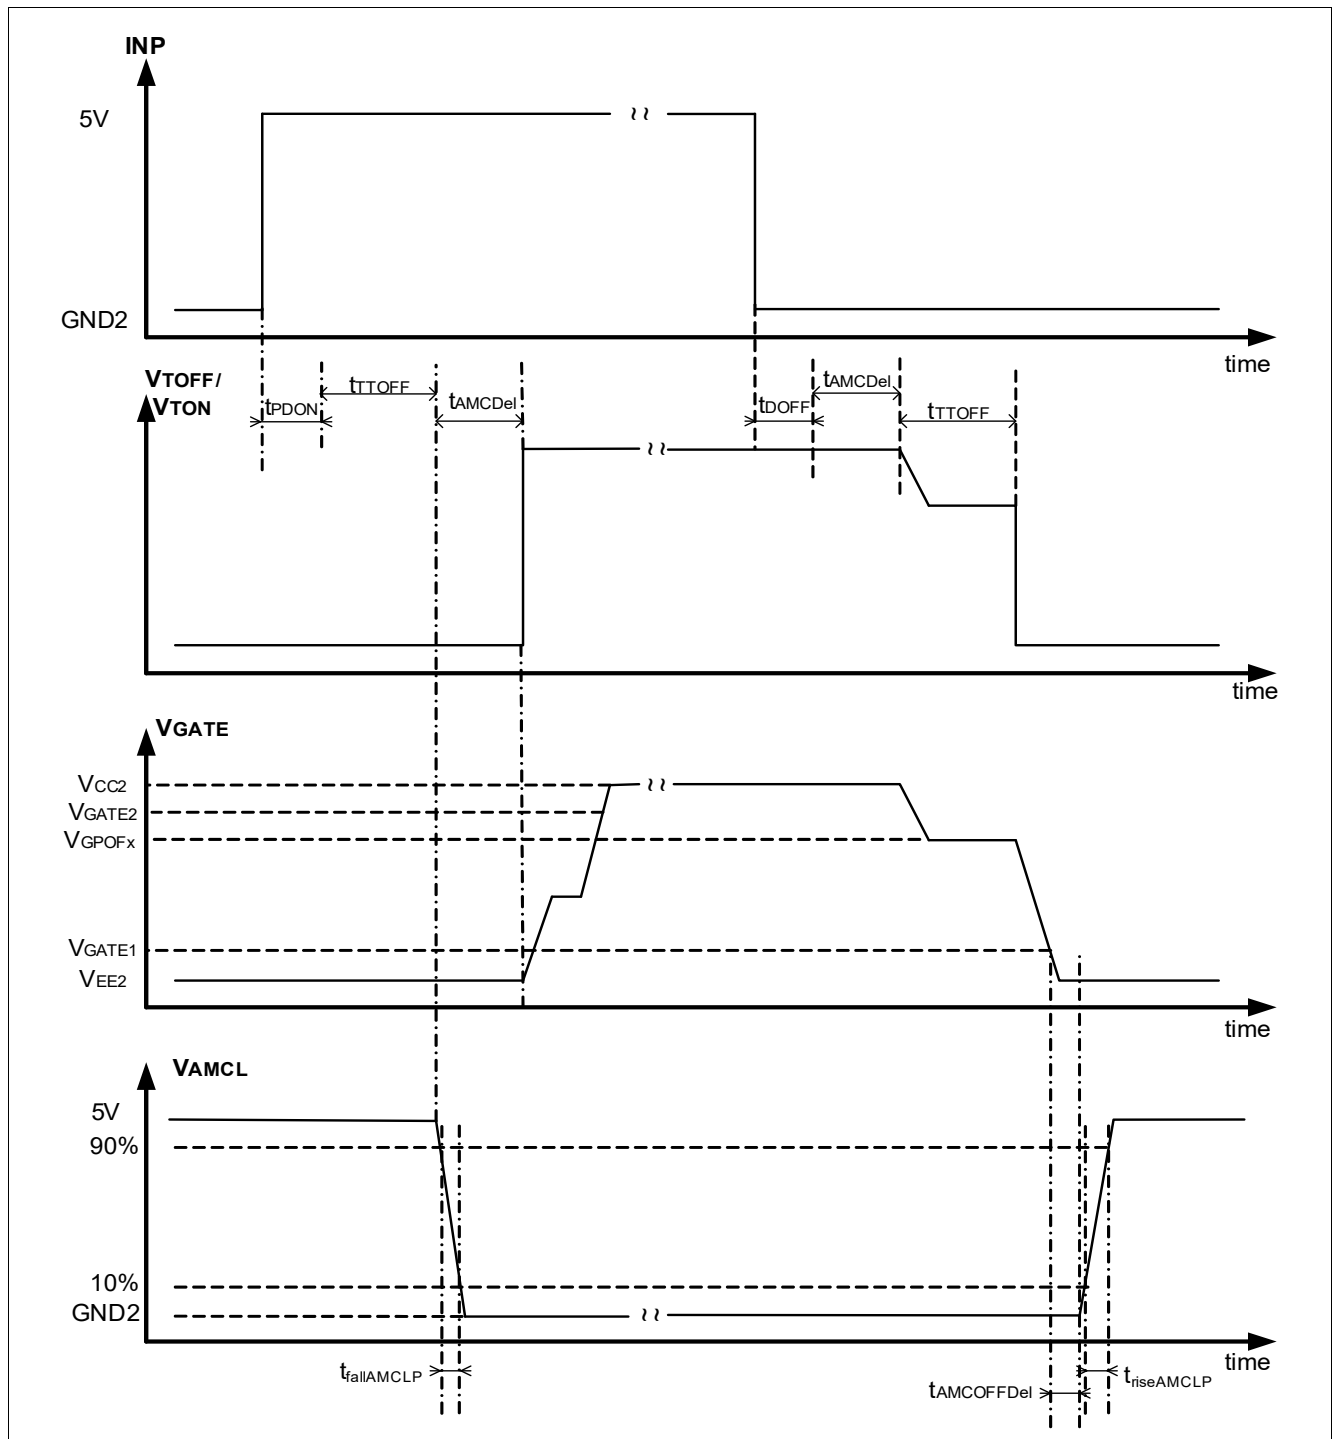 INP
5V
GND2
time
VTOFF/
VTON
tPDON
tTTOFF
tAMCDel
tDOFF
tAMCDel
tTTOFF
time
VGATE
VCC2
VGATE2
VGPOFx
VGATE1
VEE2
time
VAMCL
5V
90%
10%
GND2
time
tfallAMCLP
tAMCOFFDel
triseAMCLP